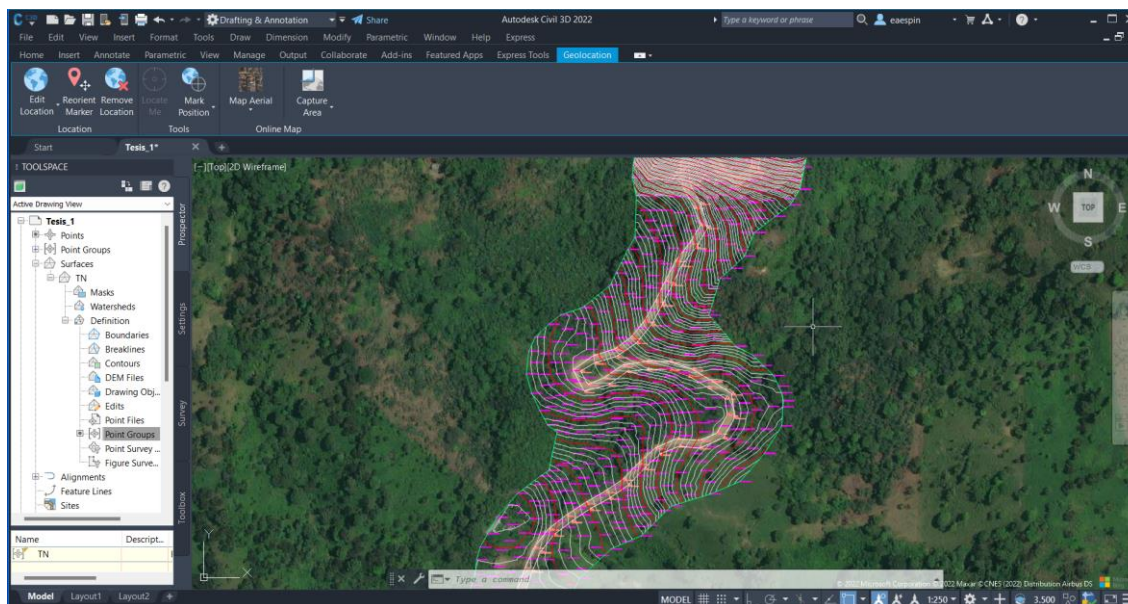 C Drafting & Annotation Share Autodesk Civil 3D 2022 Type a keyword or phrase eaespin
File Edit View Insert Format Tools Draw Dimension Modify Parametric Window Help Express
Home Insert Annotate Parametric View Manage Output Collaborate Add-ins Featured Apps Express Tools Geolocation
Edit Reorient Remove Locate Mark Map Aerial Capture
Location Marker Location Me Position Area
Location Tools Online Map
Start Tesis_1*
TOOLSPACE
[−][Top][2D Wireframe]
Active Drawing View
Tesis_1
Points
Point Groups
Surfaces
TN
Masks
Watersheds
Definition
Boundaries
Breaklines
Contours
DEM Files
Drawing Obj...
Edits
Point Files
Point Groups
Point Survey ...
Figure Surve...
Alignments
Feature Lines
Sites
Prospector
Settings
Survey
Toolbox
N
W TOP E
S
WCS
Name Descript...
TN
Y
X
Type a command
© 2022 Microsoft Corporation © 2022 Maxar © CNES (2022) Distribution Airbus DS
Model Layout1 Layout2 + MODEL 1:250 3.500